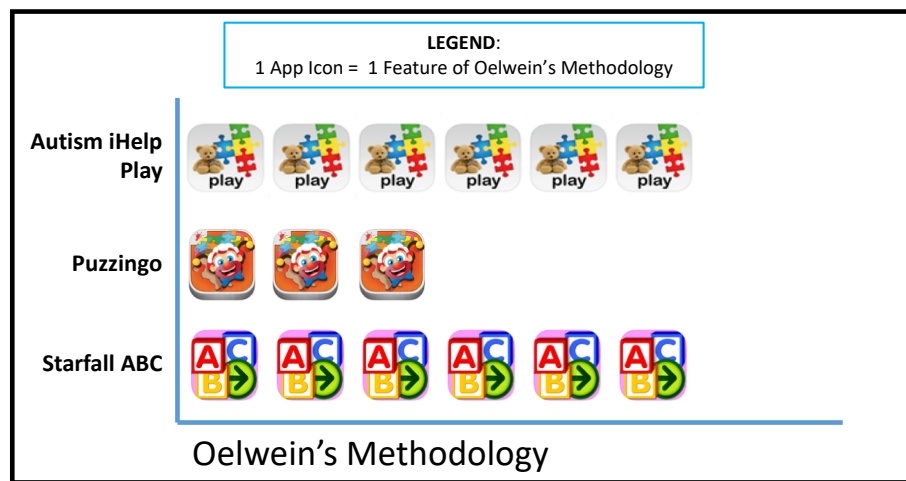 LEGEND:
1 App Icon = 1 Feature of Oelwein's Methodology
Autism iHelp
Play
play play play play play play
Puzzingo
Starfall ABC
A C B A C B A C B A C B A C B A C B
Oelwein's Methodology